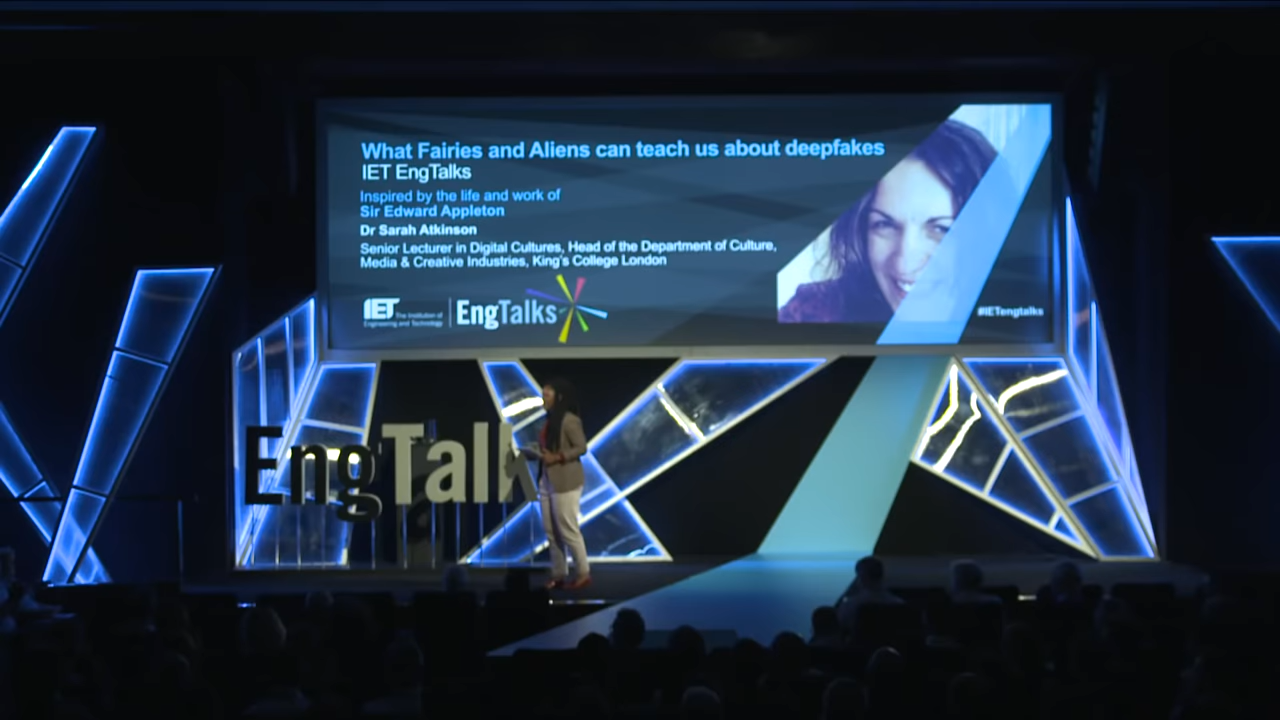 What Fairies and Aliens can teach us about deepfakes
IET EngTalks
Inspired by the life and work of
Sir Edward Appleton
Dr Sarah Atkinson
Senior Lecturer in Digital Cultures, Head of the Department of Culture,
Media & Creative Industries, King's College London
IET The Institution of
Engineering and Technology
EngTalks
#IETengtalks
EngTalk